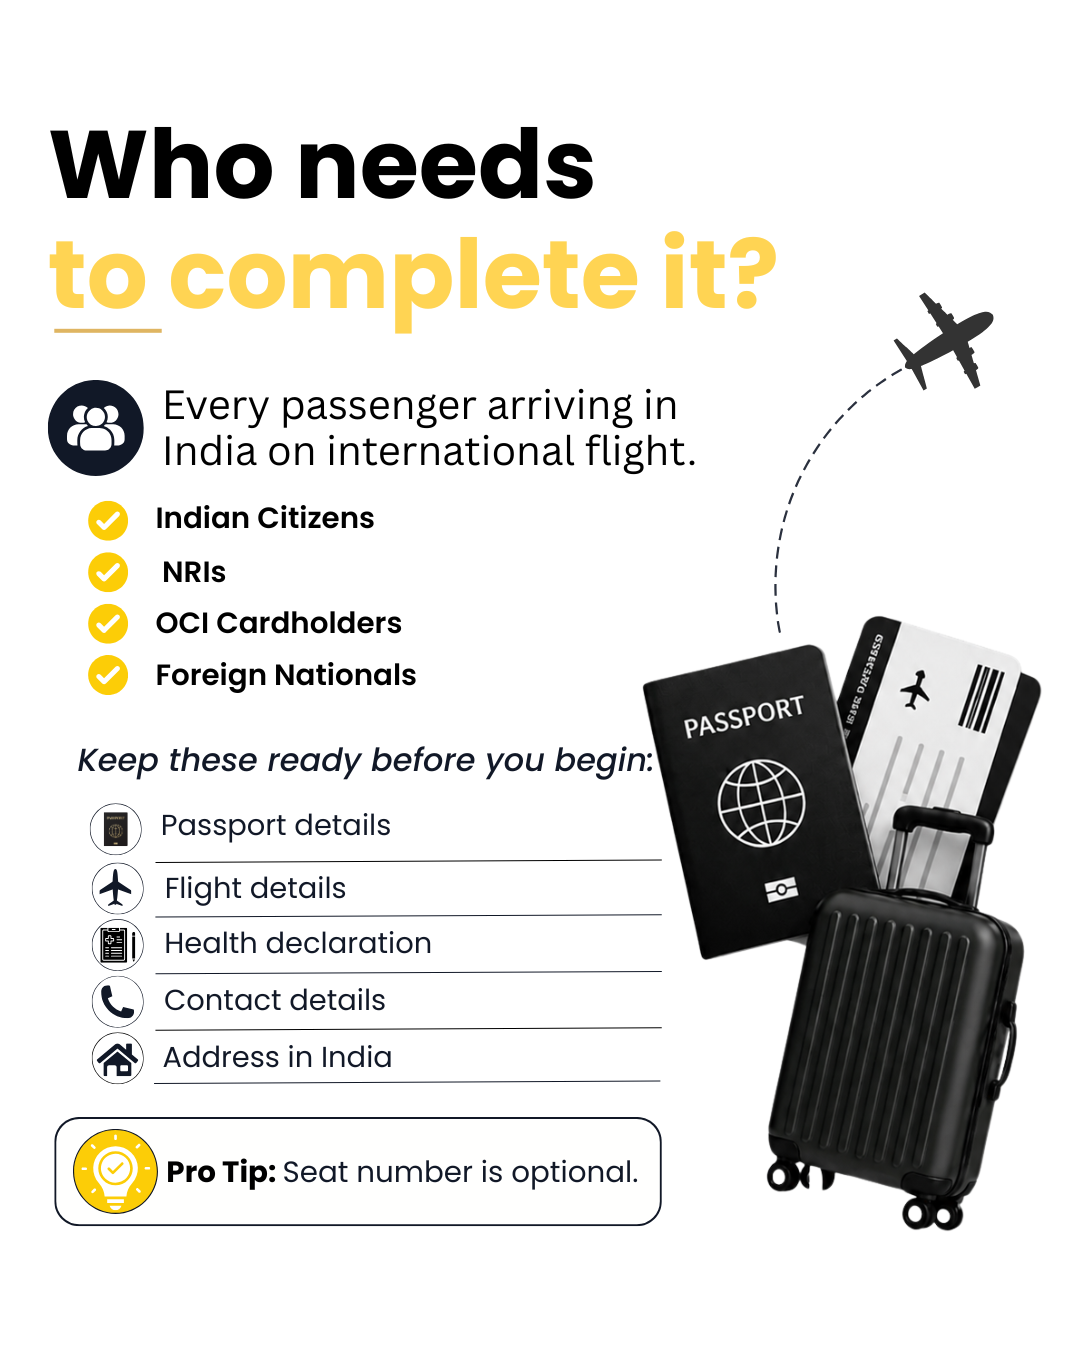 Who needs
to complete it?
Every passenger arriving in
India on international flight.
Indian Citizens
NRIs
OCI Cardholders
Foreign Nationals
Keep these ready before you begin:
PASSPORT
Passport details
Flight details
Health declaration
Contact details
Address in India
Pro Tip: Seat number is optional.